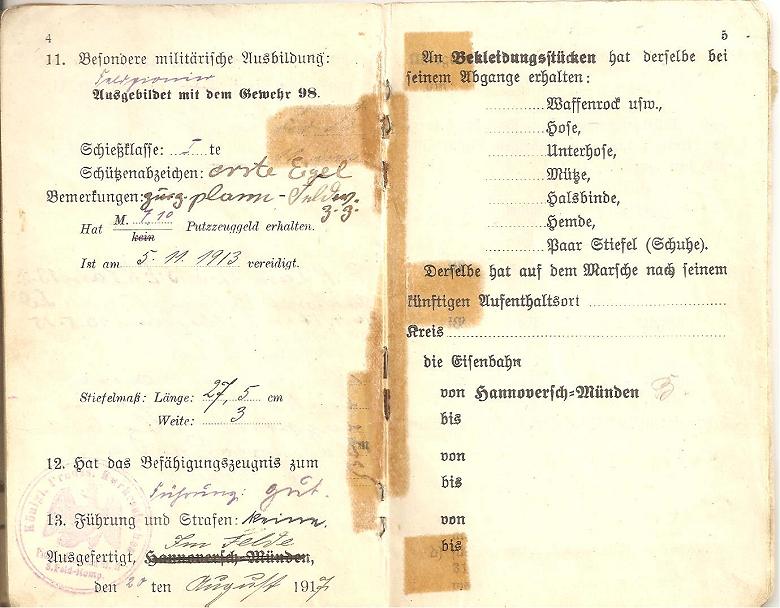 4
11. Besondere militärische Ausbildung:
Feldpionier
Ausgebildet mit dem Gewehr 98.
Schießklasse: I te
Schützenabzeichen: erste Egel
Bemerkungen:
Hat M. 7,10 kein Putzzeuggeld erhalten.
Ist am 5. 11. 1913 vereidigt.
Stiefelmaß: Länge: 27,5 cm
Weite: 3
12. Hat das Befähigungszeugnis zum
Führung: gut.
13. Führung und Strafen: keine.
Im Felde
Ausgefertigt, Hannoversch-Münden,
den 20 ten August 1917
5
An Bekleidungsstücken hat derselbe bei
seinem Abgange erhalten:
Waffenrock usw.,
Hose,
Unterhose,
Mütze,
Halsbinde,
Hemde,
Paar Stiefel (Schuhe).
Derselbe hat auf dem Marsche nach seinem
künftigen Aufenthaltsort
Kreis
die Eisenbahn
von Hannoversch-Münden
bis
von
bis
von
bis